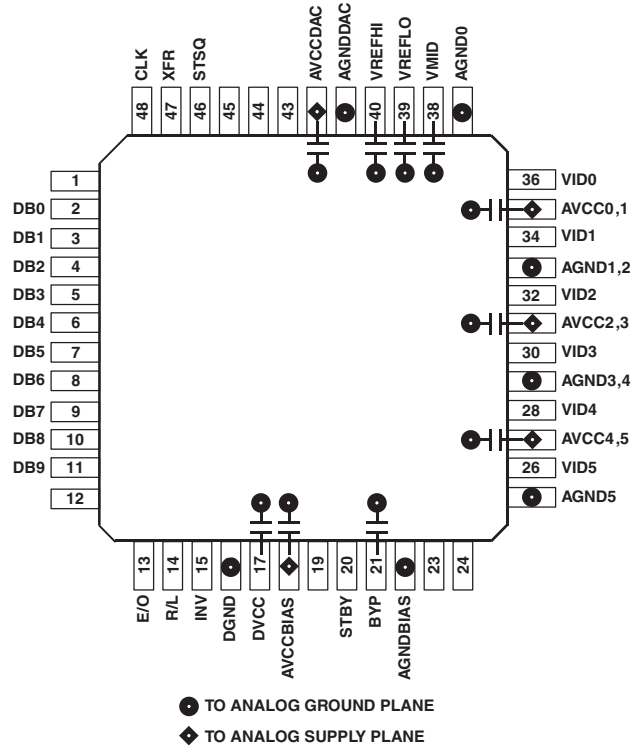 CLK
XFR
STSQ
AVCCDAC
AGNDDAC
VREFHI
VREFLO
VMID
AGND0
48
47
46
45
44
43
40
39
38
1
DB0 2
DB1 3
DB2 4
DB3 5
DB4 6
DB5 7
DB6 8
DB7 9
DB8 10
DB9 11
12
36 VID0
AVCC0,1
34 VID1
AGND1,2
32 VID2
AVCC2,3
30 VID3
AGND3,4
28 VID4
AVCC4,5
26 VID5
AGND5
13
14
15
17
19
20
21
23
24
E/O
R/L
INV
DGND
DVCC
AVCCBIAS
STBY
BYP
AGNDBIAS
TO ANALOG GROUND PLANE
TO ANALOG SUPPLY PLANE